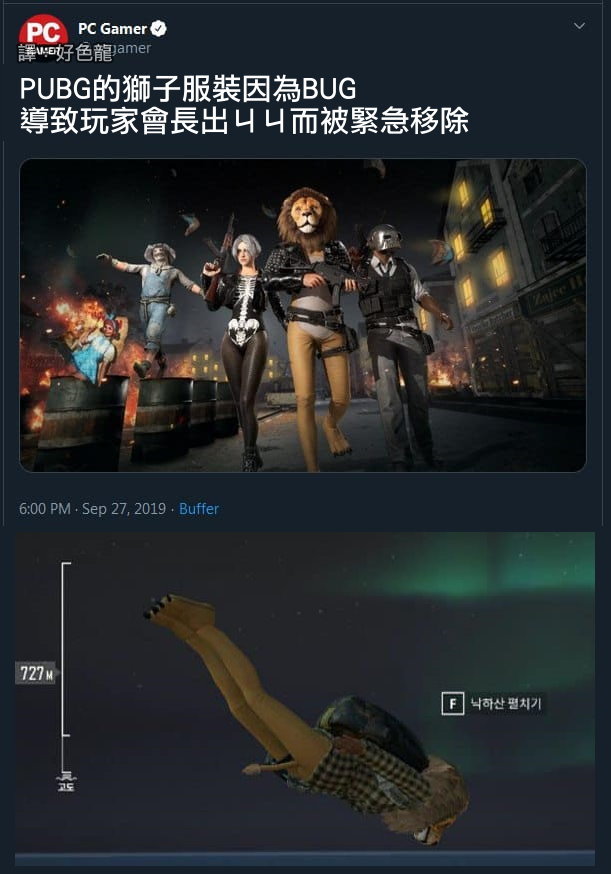 PC Gamer
譯：好色龍
gamer
PUBG的獅子服裝因為BUG
導致玩家會長出ㄐㄐ而被緊急移除
6:00 PM · Sep 27, 2019 · Buffer
727M
F 낙하산 펼치기
고도